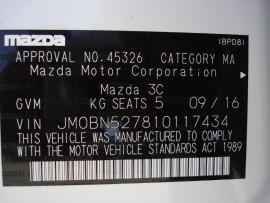 mazda (BPD8)
APPROVAL NO.45326 CATEGORY MA
Mazda Motor Corporation
Mazda 3C
GVM KG SEATS 5 09/16
VIN JM0BN527810117434
THIS VEHICLE WAS MANUFACTURED TO COMPLY
WITH THE MOTOR VEHICLE STANDARDS ACT 1989